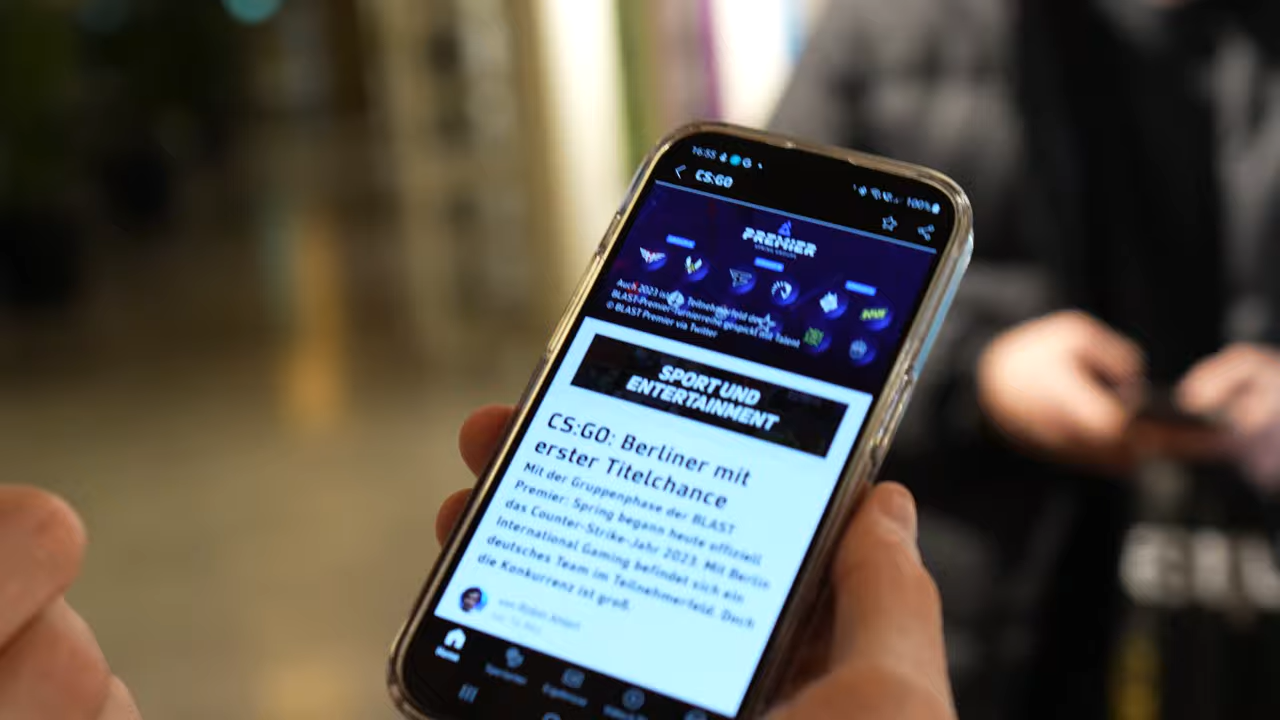 16:55
100%
CS:GO
PREMIER
Auch 2023 ist Teilnehmerfeld der
BLAST-Premier-Turnierreihe gespickt mit Talent
© BLAST Premier via Twitter
SPORT UND
ENTERTAINMENT
CS:GO: Berliner mit
erster Titelchance
Mit der Gruppenphase der BLAST
Premier: Spring begann heute offiziell
das Counter-Strike-Jahr 2023. Mit Berlin
International Gaming befindet sich ein
deutsches Team im Teilnehmerfeld. Doch
die Konkurrenz ist groß.
Home